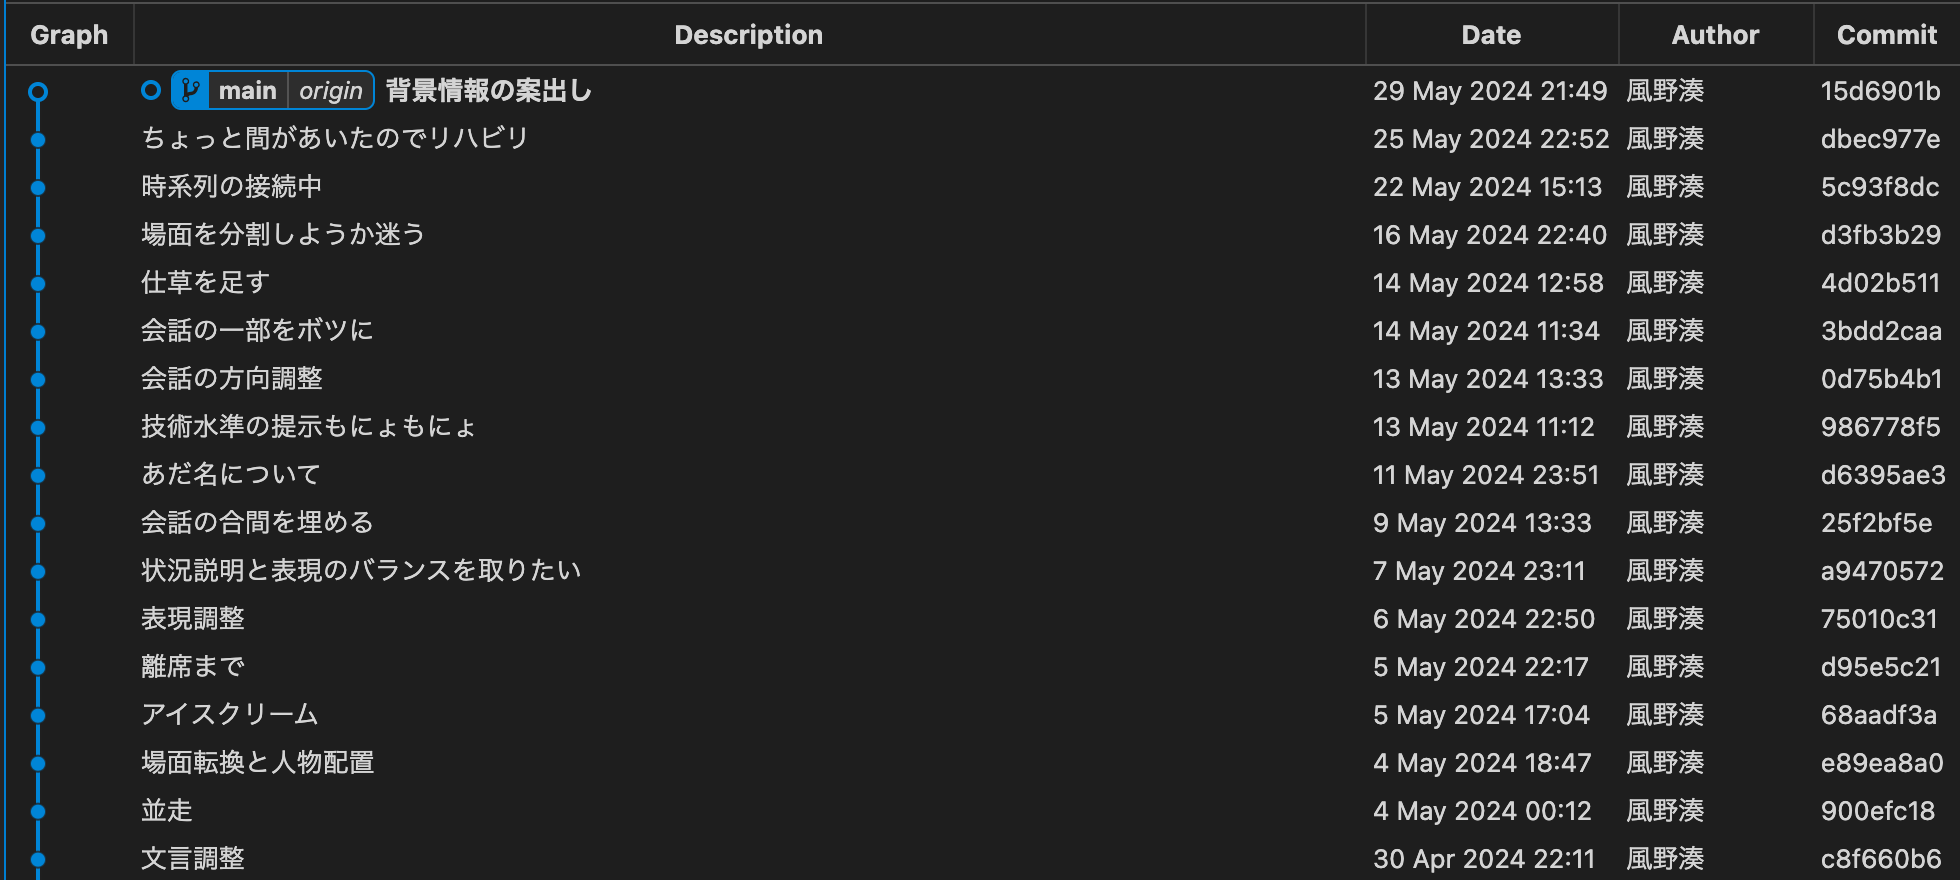 Graph Description Date Author Commit
main origin 背景情報の案出し 29 May 2024 21:49 風野湊 15d6901b
ちょっと間があいたのでリハビリ 25 May 2024 22:52 風野湊 dbec977e
時系列の接続中 22 May 2024 15:13 風野湊 5c93f8dc
場面を分割しようか迷う 16 May 2024 22:40 風野湊 d3fb3b29
仕草を足す 14 May 2024 12:58 風野湊 4d02b511
会話の一部をボツに 14 May 2024 11:34 風野湊 3bdd2caa
会話の方向調整 13 May 2024 13:33 風野湊 0d75b4b1
技術水準の提示もにょもにょ 13 May 2024 11:12 風野湊 986778f5
あだ名について 11 May 2024 23:51 風野湊 d6395ae3
会話の合間を埋める 9 May 2024 13:33 風野湊 25f2bf5e
状況説明と表現のバランスを取りたい 7 May 2024 23:11 風野湊 a9470572
表現調整 6 May 2024 22:50 風野湊 75010c31
離席まで 5 May 2024 22:17 風野湊 d95e5c21
アイスクリーム 5 May 2024 17:04 風野湊 68aadf3a
場面転換と人物配置 4 May 2024 18:47 風野湊 e89ea8a0
並走 4 May 2024 00:12 風野湊 900efc18
文言調整 30 Apr 2024 22:11 風野湊 c8f660b6